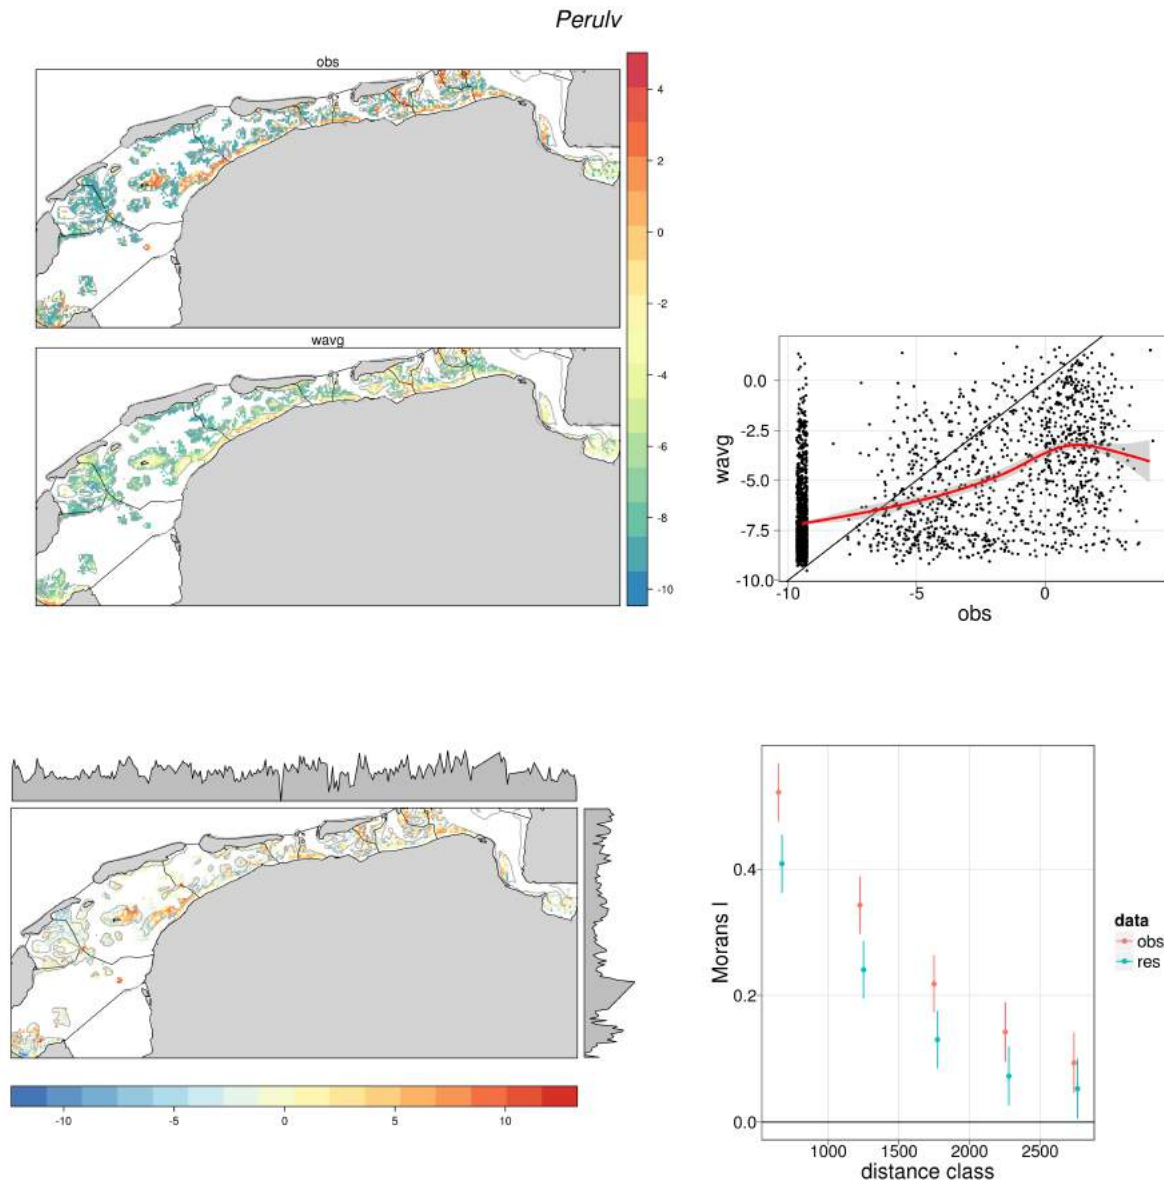 Perulv
obs
4
2
0
-2
-4
-6
-8
-10
wavg
0.0
-2.5
-5.0
-7.5
-10.0
wavg
-10 -5 0
obs
-10 -5 0 5 10
0.4
0.2
0.0
Morans I
1000 1500 2000 2500
distance class
data
obs
res